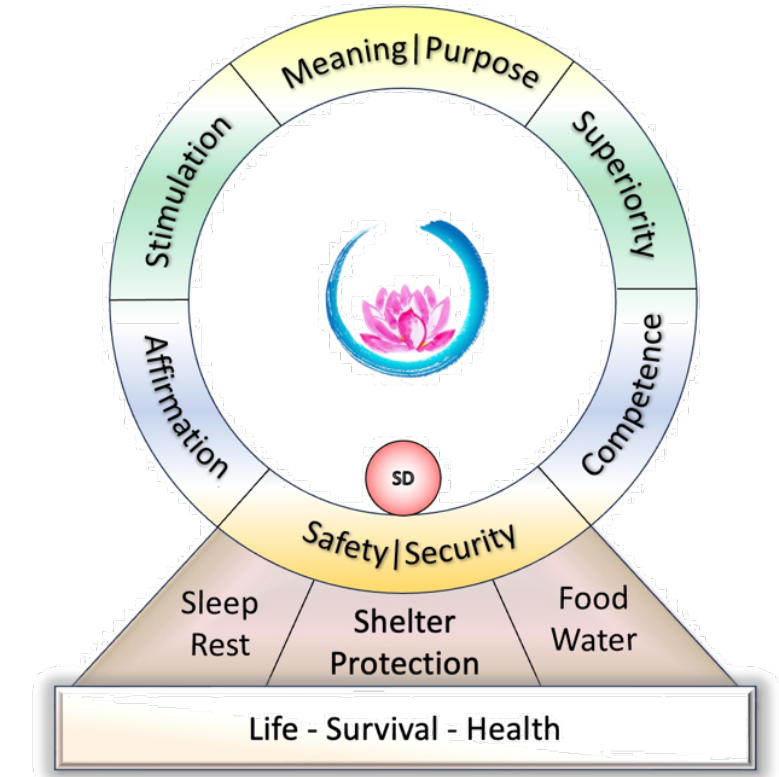 Meaning|Purpose
Stimulation
Superiority
Affirmation
Competence
SD
Safety|Security
Sleep
Rest
Shelter
Protection
Food
Water
Life - Survival - Health